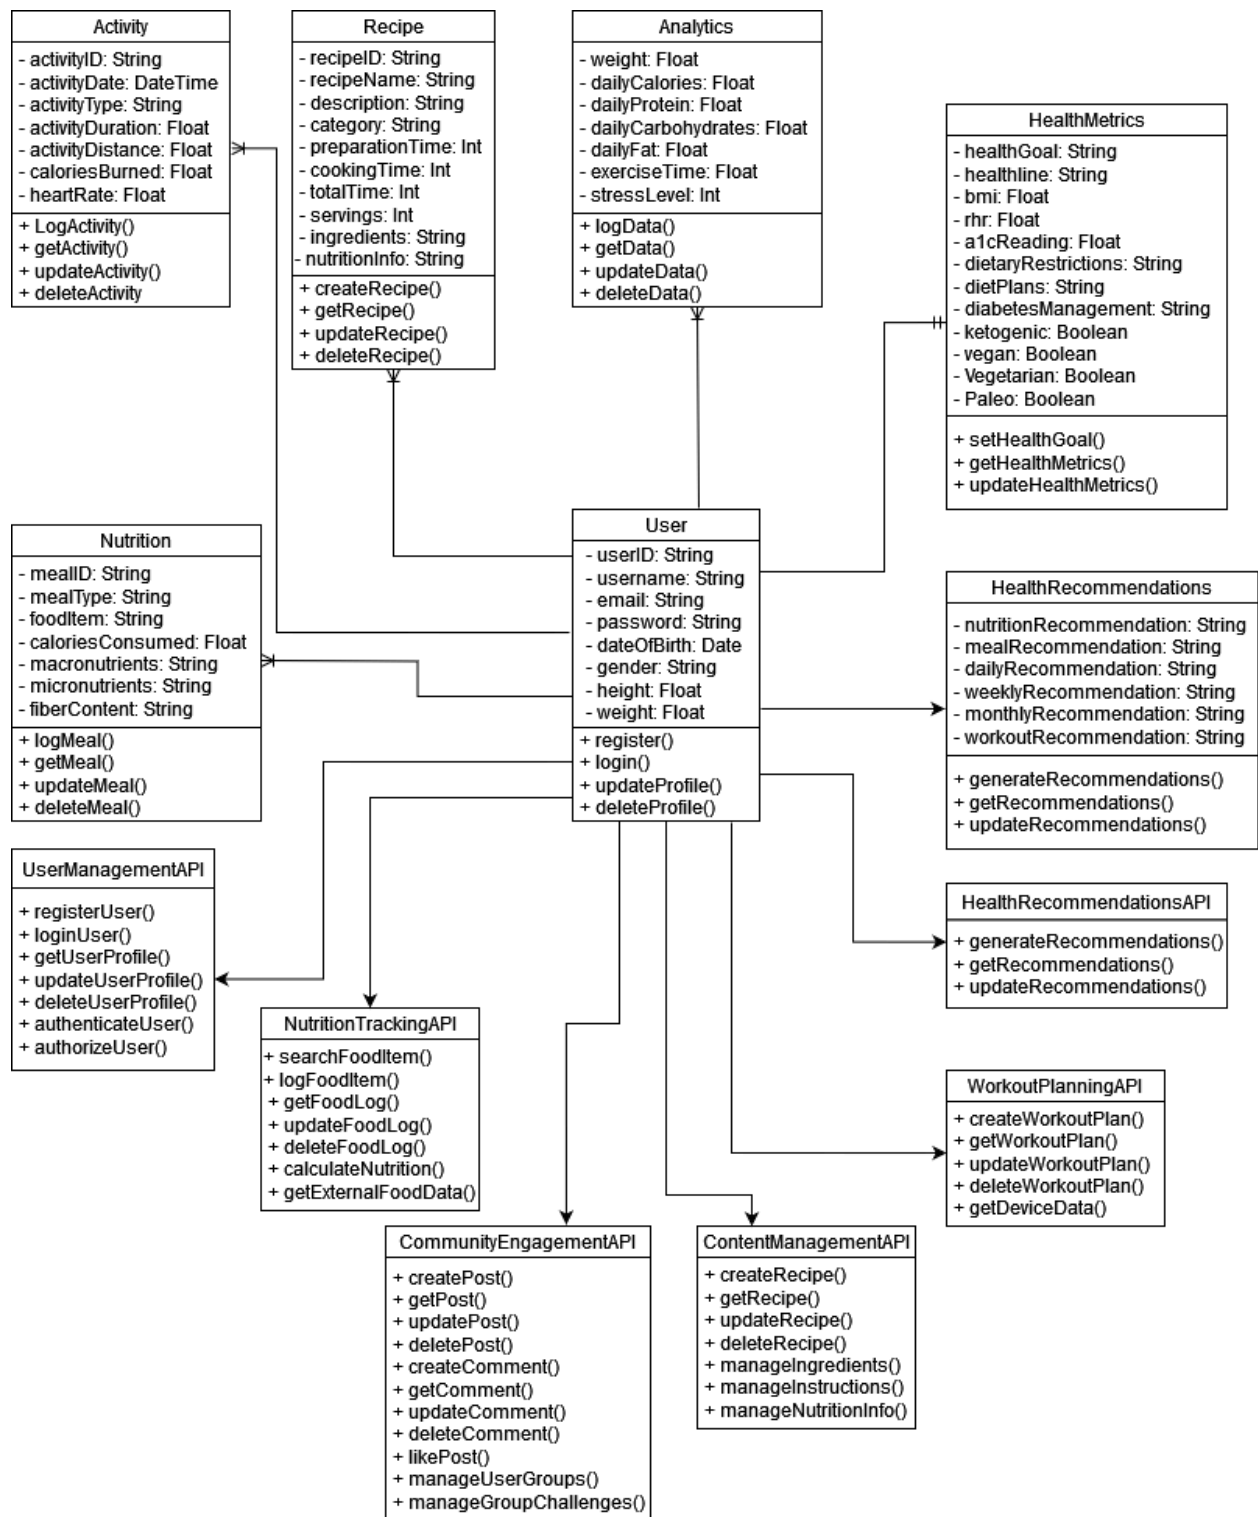 Activity
- activityID: String
- activityDate: DateTime
- activityType: String
- activityDuration: Float
- activityDistance: Float
- caloriesBurned: Float
- heartRate: Float
+ LogActivity()
+ getActivity()
+ updateActivity()
+ deleteActivity
Recipe
- recipeID: String
- recipeName: String
- description: String
- category: String
- preparationTime: Int
- cookingTime: Int
- totalTime: Int
- servings: Int
- ingredients: String
- nutritionInfo: String
+ createRecipe()
+ getRecipe()
+ updateRecipe()
+ deleteRecipe()
Analytics
- weight: Float
- dailyCalories: Float
- dailyProtein: Float
- dailyCarbohydrates: Float
- dailyFat: Float
- exerciseTime: Float
- stressLevel: Int
+ logData()
+ getData()
+ updateData()
+ deleteData()
HealthMetrics
- healthGoal: String
- healthline: String
- bmi: Float
- rhr: Float
- a1cReading: Float
- dietaryRestrictions: String
- dietPlans: String
- diabetesManagement: String
- ketogenic: Boolean
- vegan: Boolean
- Vegetarian: Boolean
- Paleo: Boolean
+ setHealthGoal()
+ getHealthMetrics()
+ updateHealthMetrics()
Nutrition
- mealID: String
- mealType: String
- foodItem: String
- caloriesConsumed: Float
- macronutrients: String
- micronutrients: String
- fiberContent: String
+ logMeal()
+ getMeal()
+ updateMeal()
+ deleteMeal()
User
- userID: String
- username: String
- email: String
- password: String
- dateOfBirth: Date
- gender: String
- height: Float
- weight: Float
+ register()
+ login()
+ updateProfile()
+ deleteProfile()
HealthRecommendations
- nutritionRecommendation: String
- mealRecommendation: String
- dailyRecommendation: String
- weeklyRecommendation: String
- monthlyRecommendation: String
- workoutRecommendation: String
+ generateRecommendations()
+ getRecommendations()
+ updateRecommendations()
UserManagementAPI
+ registerUser()
+ loginUser()
+ getUserProfile()
+ updateUserProfile()
+ deleteUserProfile()
+ authenticateUser()
+ authorizeUser()
HealthRecommendationsAPI
+ generateRecommendations()
+ getRecommendations()
+ updateRecommendations()
NutritionTrackingAPI
+ searchFoodItem()
+ logFoodItem()
+ getFoodLog()
+ updateFoodLog()
+ deleteFoodLog()
+ calculateNutrition()
+ getExternalFoodData()
WorkoutPlanningAPI
+ createWorkoutPlan()
+ getWorkoutPlan()
+ updateWorkoutPlan()
+ deleteWorkoutPlan()
+ getDeviceData()
CommunityEngagementAPI
+ createPost()
+ getPost()
+ updatePost()
+ deletePost()
+ createComment()
+ getComment()
+ updateComment()
+ deleteComment()
+ likePost()
+ manageUserGroups()
+ manageGroupChallenges()
ContentManagementAPI
+ createRecipe()
+ getRecipe()
+ updateRecipe()
+ deleteRecipe()
+ manageIngredients()
+ manageInstructions()
+ manageNutritionInfo()